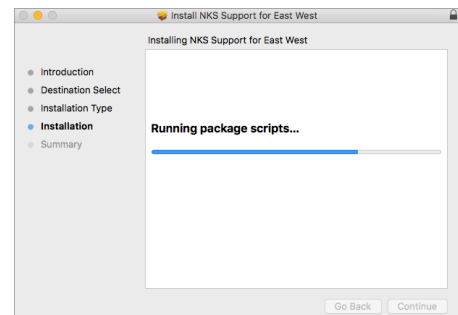 Install NKS Support for East West
Installing NKS Support for East West
Introduction
Destination Select
Installation Type
Installation
Summary
Running package scripts...
Go Back
Continue